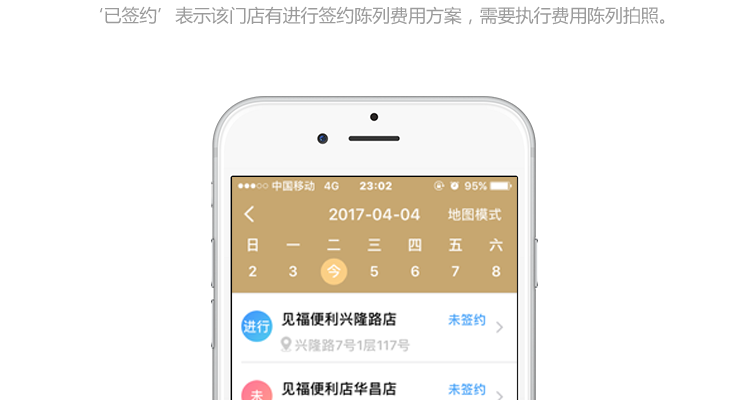 ‘已签约’表示该门店有进行签约陈列费用方案，需要执行费用陈列拍照。
中国移动 4G 23:02 95%
2017-04-04 地图模式
日 一 二 三 四 五 六
2 3 今 5 6 7 8
进行 见福便利兴隆路店 未签约
兴隆路7号1层117号
未 见福便利店华昌店 未签约